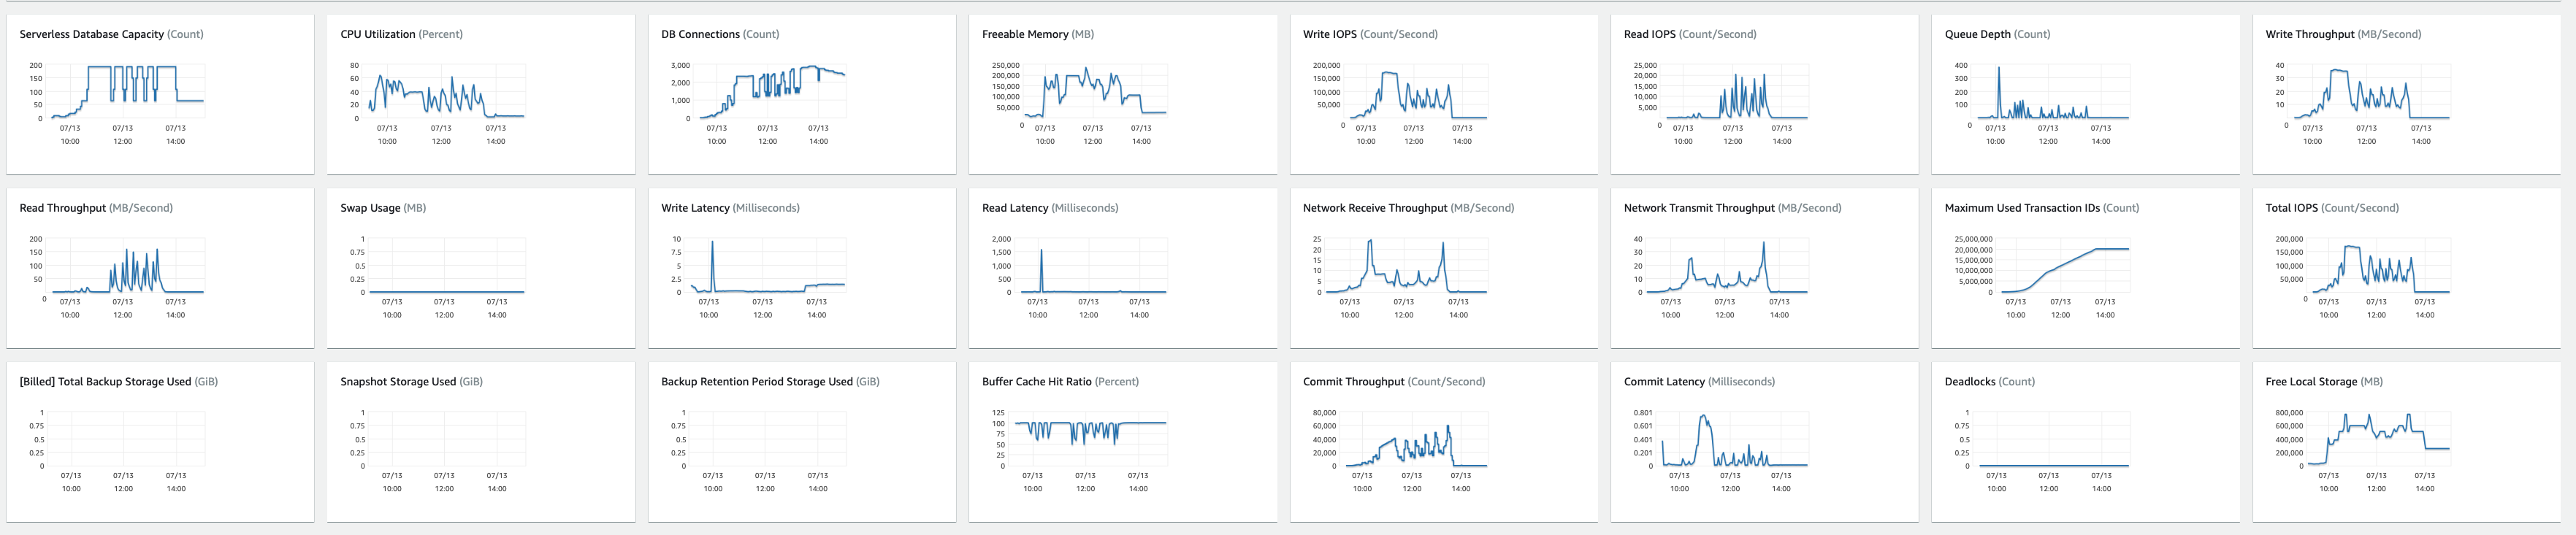 Serverless Database Capacity (Count)
200
150
100
50
0
07/13 07/13 07/13
10:00 12:00 14:00
CPU Utilization (Percent)
80
60
40
20
0
07/13 07/13 07/13
10:00 12:00 14:00
DB Connections (Count)
3,000
2,000
1,000
0
07/13 07/13 07/13
10:00 12:00 14:00
Freeable Memory (MB)
250,000
200,000
150,000
100,000
50,000
0
07/13 07/13 07/13
10:00 12:00 14:00
Write IOPS (Count/Second)
200,000
150,000
100,000
50,000
0
07/13 07/13 07/13
10:00 12:00 14:00
Read IOPS (Count/Second)
25,000
20,000
15,000
10,000
5,000
0
07/13 07/13 07/13
10:00 12:00 14:00
Queue Depth (Count)
400
300
200
100
0
07/13 07/13 07/13
10:00 12:00 14:00
Write Throughput (MB/Second)
40
30
20
10
0
07/13 07/13 07/13
10:00 12:00 14:00
Read Throughput (MB/Second)
200
150
100
50
0
07/13 07/13 07/13
10:00 12:00 14:00
Swap Usage (MB)
1
0.75
0.5
0.25
0
07/13 07/13 07/13
10:00 12:00 14:00
Write Latency (Milliseconds)
10
7.5
5
2.5
0
07/13 07/13 07/13
10:00 12:00 14:00
Read Latency (Milliseconds)
2,000
1,500
1,000
500
0
07/13 07/13 07/13
10:00 12:00 14:00
Network Receive Throughput (MB/Second)
25
20
15
10
5
0
07/13 07/13 07/13
10:00 12:00 14:00
Network Transmit Throughput (MB/Second)
40
30
20
10
0
07/13 07/13 07/13
10:00 12:00 14:00
Maximum Used Transaction IDs (Count)
25,000,000
20,000,000
15,000,000
10,000,000
5,000,000
0
07/13 07/13 07/13
10:00 12:00 14:00
Total IOPS (Count/Second)
200,000
150,000
100,000
50,000
0
07/13 07/13 07/13
10:00 12:00 14:00
[Billed] Total Backup Storage Used (GiB)
1
0.75
0.5
0.25
0
07/13 07/13 07/13
10:00 12:00 14:00
Snapshot Storage Used (GiB)
1
0.75
0.5
0.25
0
07/13 07/13 07/13
10:00 12:00 14:00
Backup Retention Period Storage Used (GiB)
1
0.75
0.5
0.25
0
07/13 07/13 07/13
10:00 12:00 14:00
Buffer Cache Hit Ratio (Percent)
125
100
75
50
25
0
07/13 07/13 07/13
10:00 12:00 14:00
Commit Throughput (Count/Second)
80,000
60,000
40,000
20,000
0
07/13 07/13 07/13
10:00 12:00 14:00
Commit Latency (Milliseconds)
0.801
0.601
0.401
0.201
0
07/13 07/13 07/13
10:00 12:00 14:00
Deadlocks (Count)
1
0.75
0.5
0.25
0
07/13 07/13 07/13
10:00 12:00 14:00
Free Local Storage (MB)
800,000
600,000
400,000
200,000
0
07/13 07/13 07/13
10:00 12:00 14:00